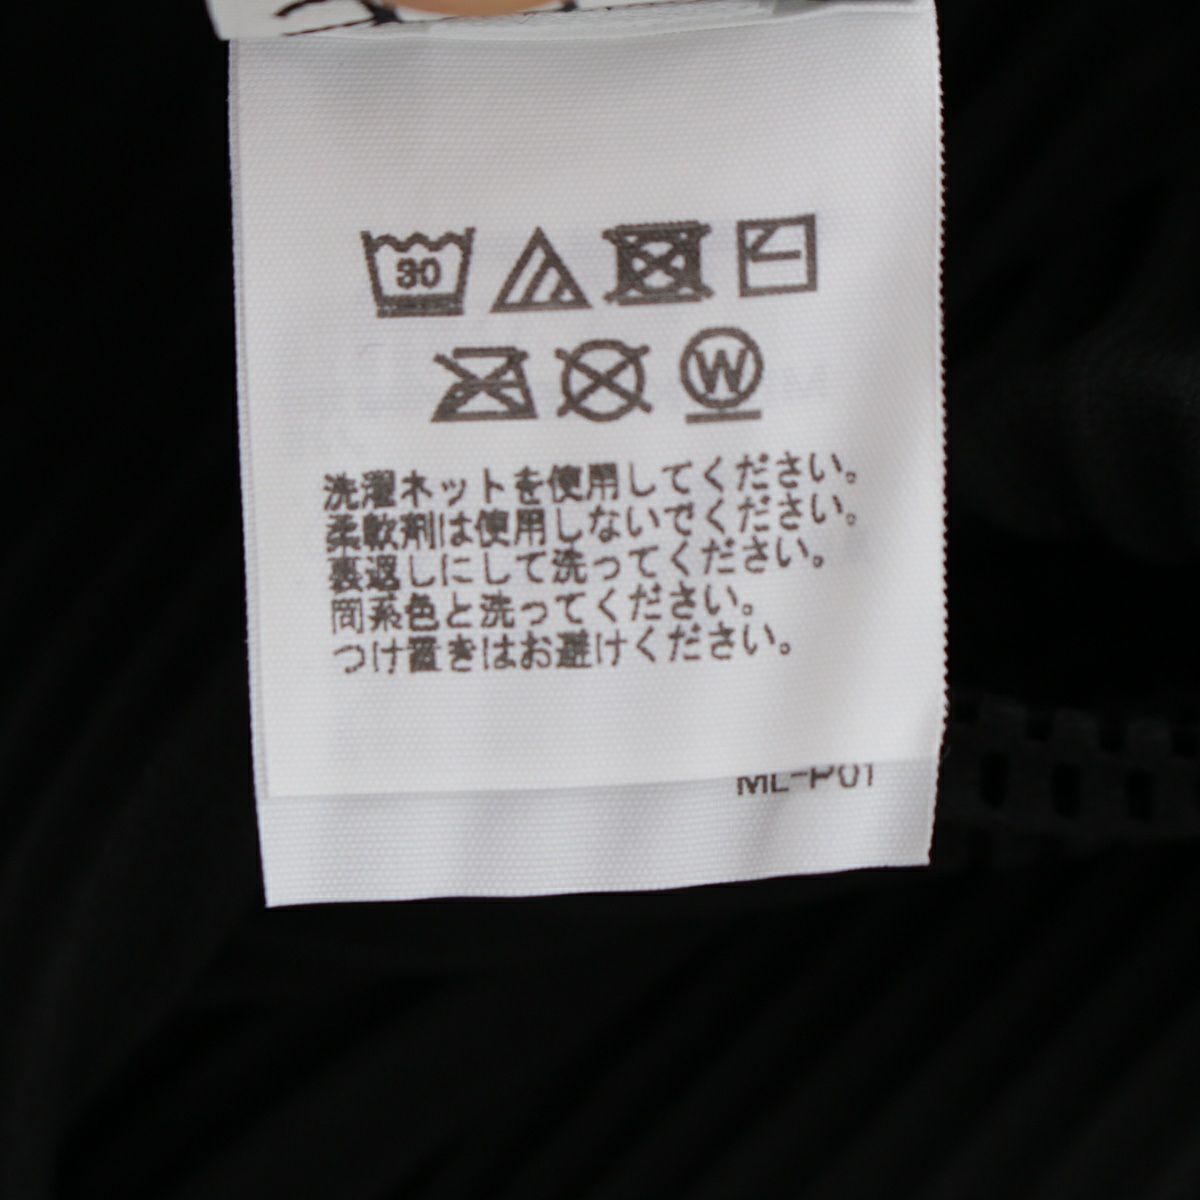 30
W
洗濯ネットを使用してください。
柔軟剤は使用しないでください。
裏返しにして洗ってください。
同系色と洗ってください。
つけ置きはお避けください。
ML-P01